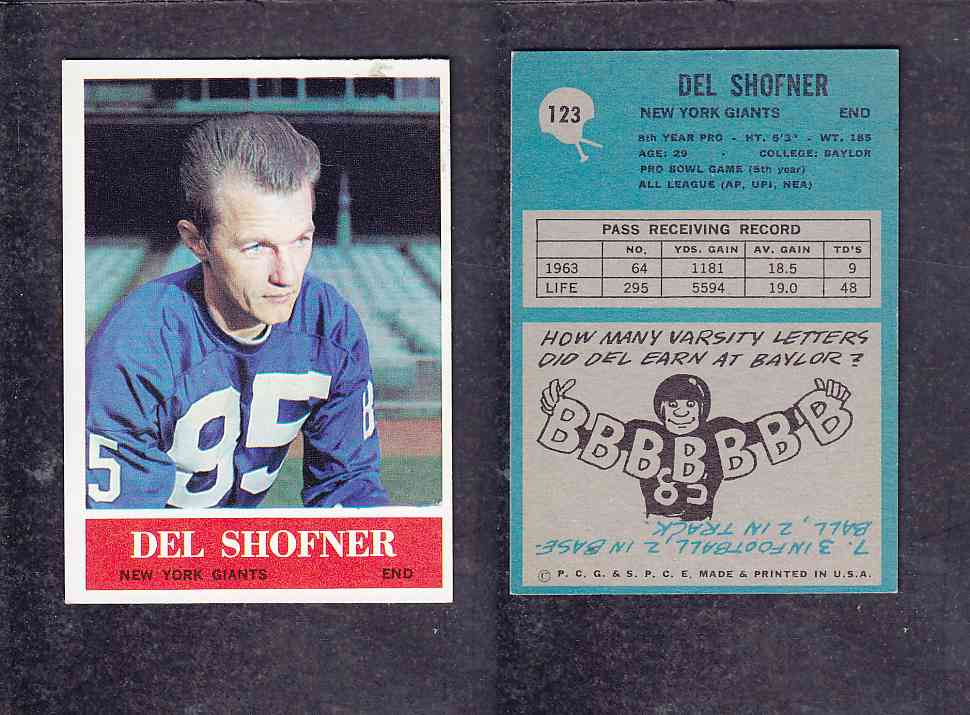 85
5
8
DEL SHOFNER
NEW YORK GIANTS END
123
DEL SHOFNER
NEW YORK GIANTS END
8th YEAR PRO - HT. 6'3" - WT. 185
AGE: 29 - COLLEGE: BAYLOR
PRO BOWL GAME (5th year)
ALL LEAGUE (AP, UPI, NEA)
PASS RECEIVING RECORD
NO. YDS. GAIN AV. GAIN TD'S
1963 64 1181 18.5 9
LIFE 295 5594 19.0 48
HOW MANY VARSITY LETTERS
DID DEL EARN AT BAYLOR?
B B B B B B B
85
7. 3 IN FOOTBALL, 2 IN BASE-
BALL, 2 IN TRACK.
© P. C. G. & S. P. C. E. MADE & PRINTED IN U.S.A.